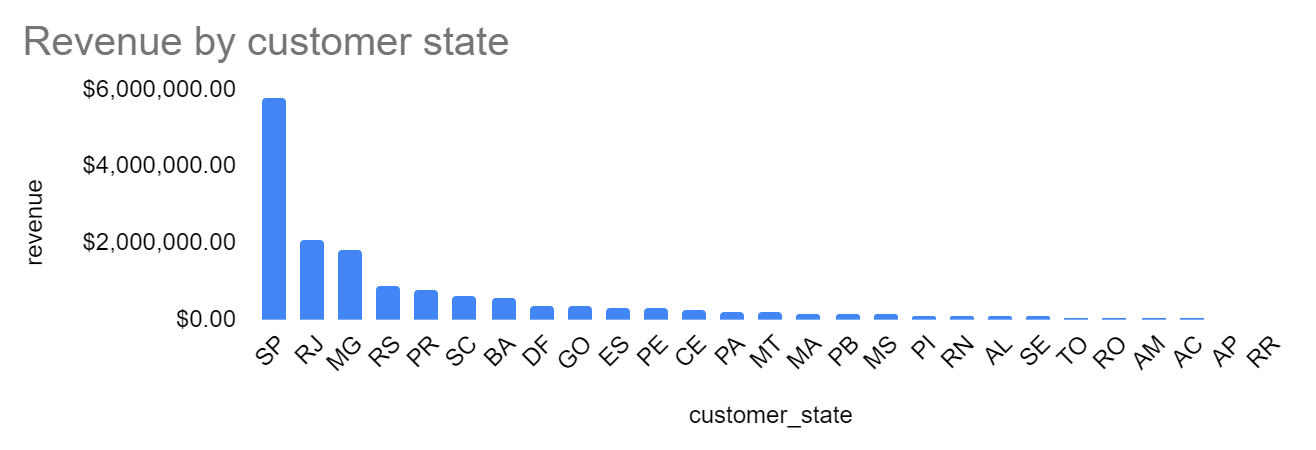 Revenue by customer state
revenue
$6,000,000.00
$4,000,000.00
$2,000,000.00
$0.00
SP
RJ
MG
RS
PR
SC
BA
DF
GO
ES
PE
CE
PA
MT
MA
PB
MS
PI
RN
AL
SE
TO
RO
AM
AC
AP
RR
customer_state